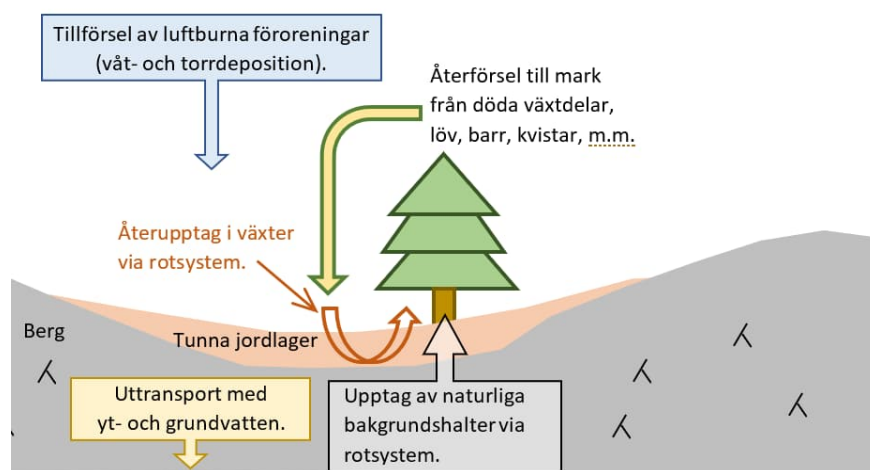 Tillförsel av luftburna föroreningar
(våt- och torrdeposition).
Återförsel till mark
från döda växtdelar,
löv, barr, kvistar, m.m.
Återupptag i växter
via rotsystem.
Berg
Tunna jordlager
Uttransport med
yt- och grundvatten.
Upptag av naturliga
bakgrundshalter via
rotsystem.